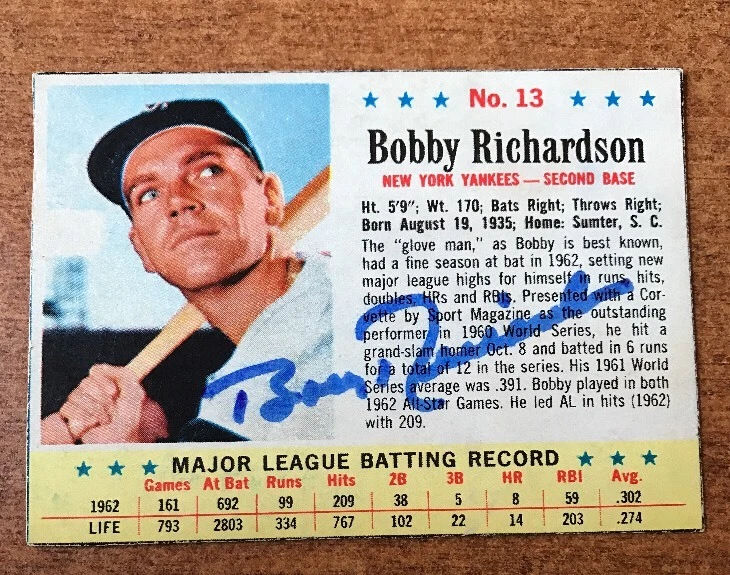 ★ ★ ★ No. 13 ★ ★ ★
Bobby Richardson
NEW YORK YANKEES — SECOND BASE
Ht. 5'9"; Wt. 170; Bats Right; Throws Right;
Born August 19, 1935; Home: Sumter, S. C.
The "glove man," as Bobby is best known,
had a fine season at bat in 1962, setting new
major league highs for himself in runs, hits,
doubles, HRs and RBIs. Presented with a Cor-
vette by Sport Magazine as the outstanding
performer in 1960 World Series, he hit a
grand-slam homer Oct. 8 and batted in 6 runs
for a total of 12 in the series. His 1961 World
Series average was .391. Bobby played in both
1962 All-Star Games. He led AL in hits (1962)
with 209.
Bobby Richardson
★ ★ ★ MAJOR LEAGUE BATTING RECORD ★ ★ ★
Games At Bat Runs Hits 2B 3B HR RBI Avg.
1962 161 692 99 209 38 5 8 59 .302
LIFE 793 2803 334 767 102 22 14 203 .274